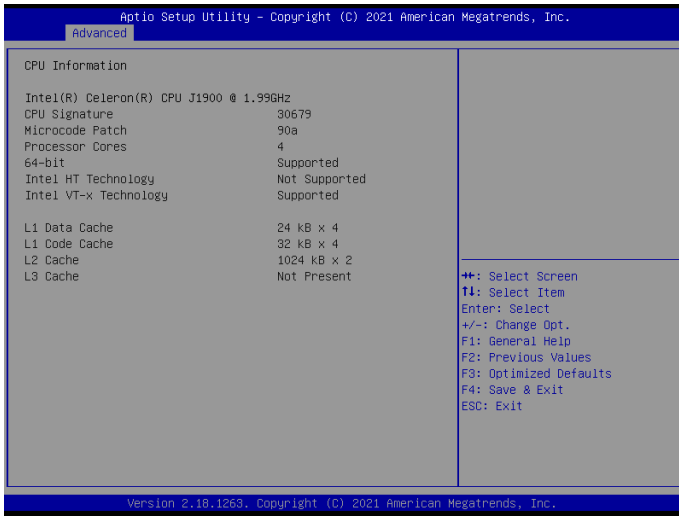 Aptio Setup Utility – Copyright (C) 2021 American Megatrends, Inc.
Advanced
CPU Information
Intel(R) Celeron(R) CPU J1900 @ 1.99GHz
CPU Signature 30679
Microcode Patch 90a
Processor Cores 4
64-bit Supported
Intel HT Technology Not Supported
Intel VT-x Technology Supported
L1 Data Cache 24 kB x 4
L1 Code Cache 32 kB x 4
L2 Cache 1024 kB x 2
L3 Cache Not Present
→←: Select Screen
↑↓: Select Item
Enter: Select
+/-: Change Opt.
F1: General Help
F2: Previous Values
F3: Optimized Defaults
F4: Save & Exit
ESC: Exit
Version 2.18.1263. Copyright (C) 2021 American Megatrends, Inc.